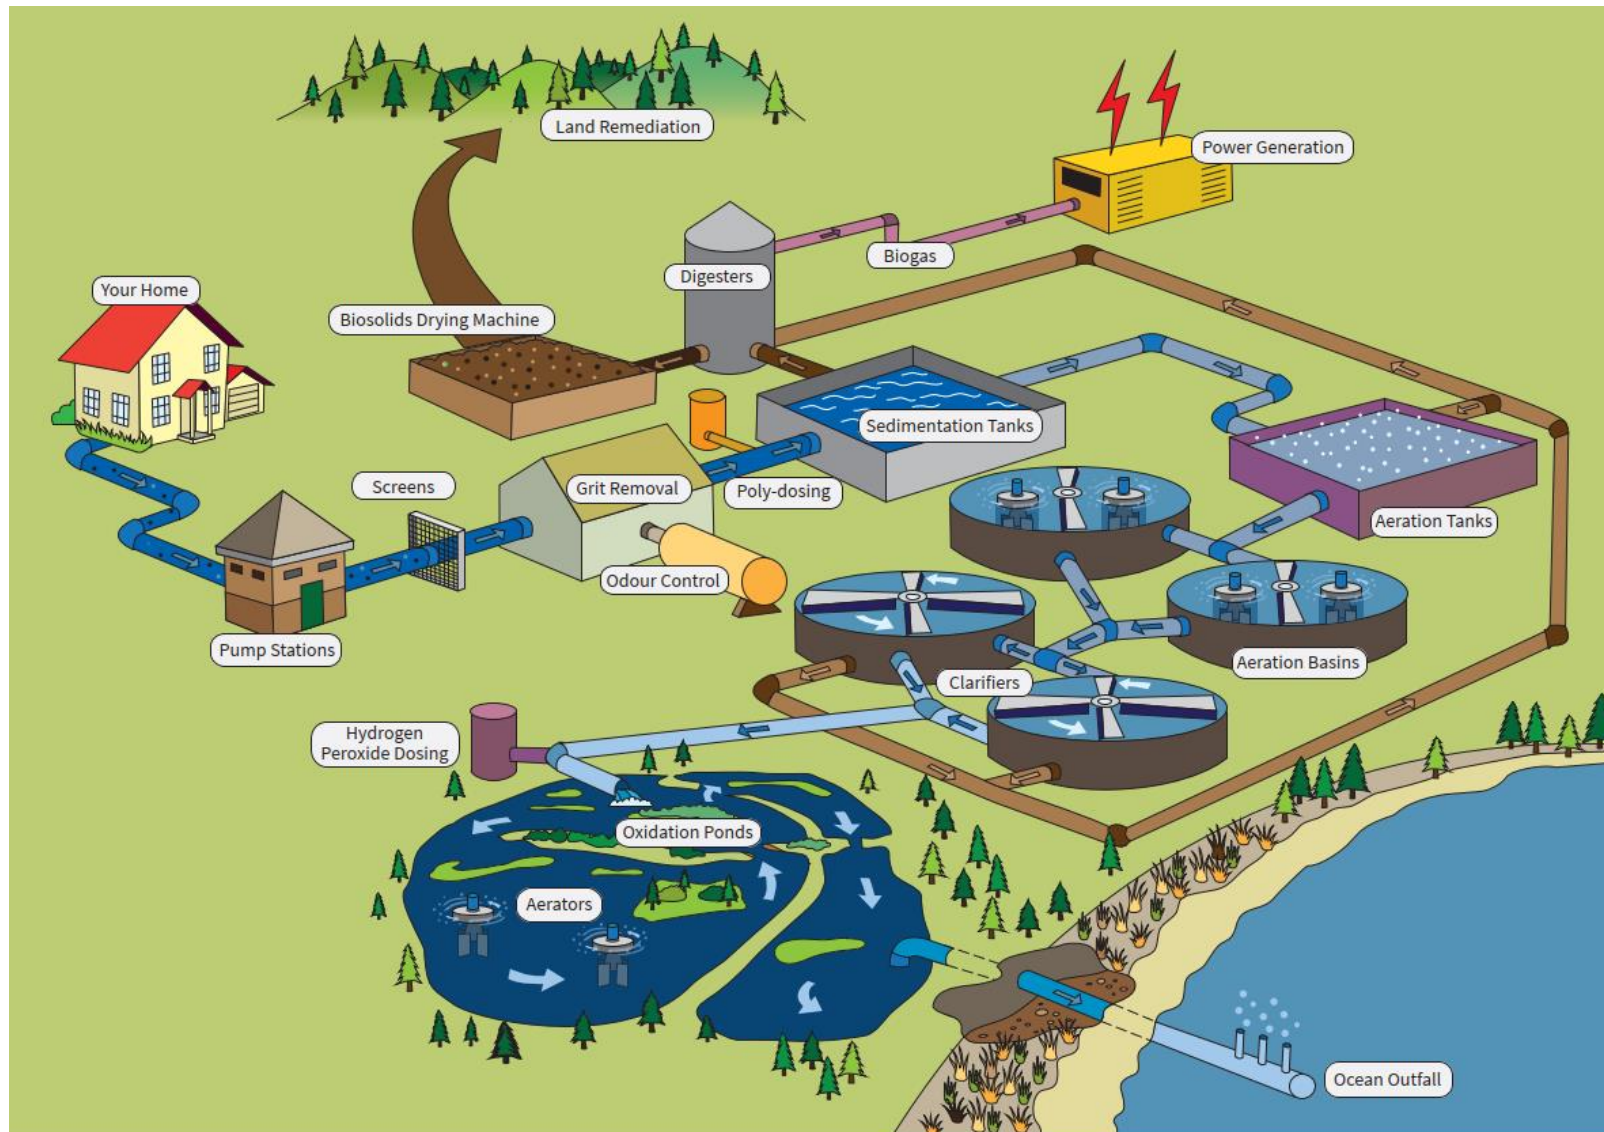 Land Remediation
Power Generation
Biogas
Digesters
Your Home
Biosolids Drying Machine
Sedimentation Tanks
Screens
Grit Removal
Poly-dosing
Aeration Tanks
Odour Control
Pump Stations
Aeration Basins
Clarifiers
Hydrogen
Peroxide Dosing
Oxidation Ponds
Aerators
Ocean Outfall